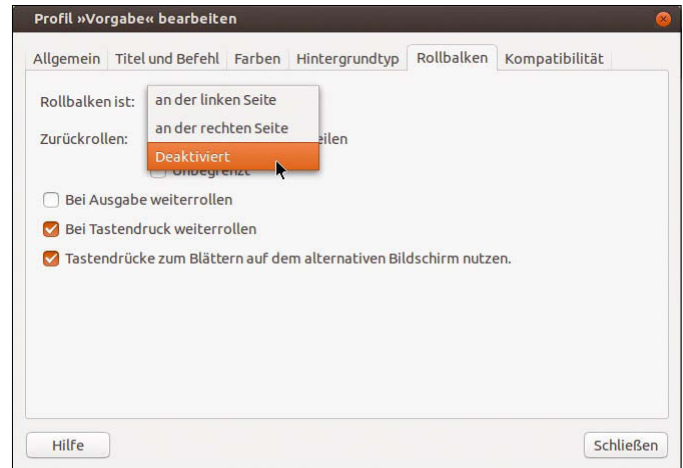 Profil »Vorgabe« bearbeiten
Allgemein Titel und Befehl Farben Hintergrundtyp Rollbalken Kompatibilität
Rollbalken ist: an der linken Seite
an der rechten Seite
Zurückrollen:
Deaktiviert
Unbegrenzt
Bei Ausgabe weiterrollen
Bei Tastendruck weiterrollen
Tastendrücke zum Blättern auf dem alternativen Bildschirm nutzen.
Hilfe Schließen